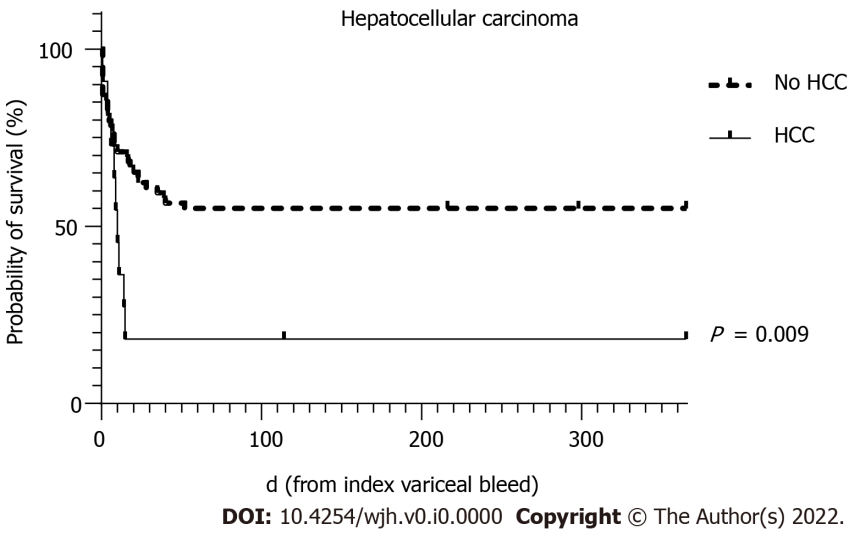 Hepatocellular carcinoma
Probability of survival (%)
100
50
0
No HCC
HCC
P = 0.009
0 100 200 300
d (from index variceal bleed)
DOI: 10.4254/wjh.v0.i0.0000 Copyright © The Author(s) 2022.